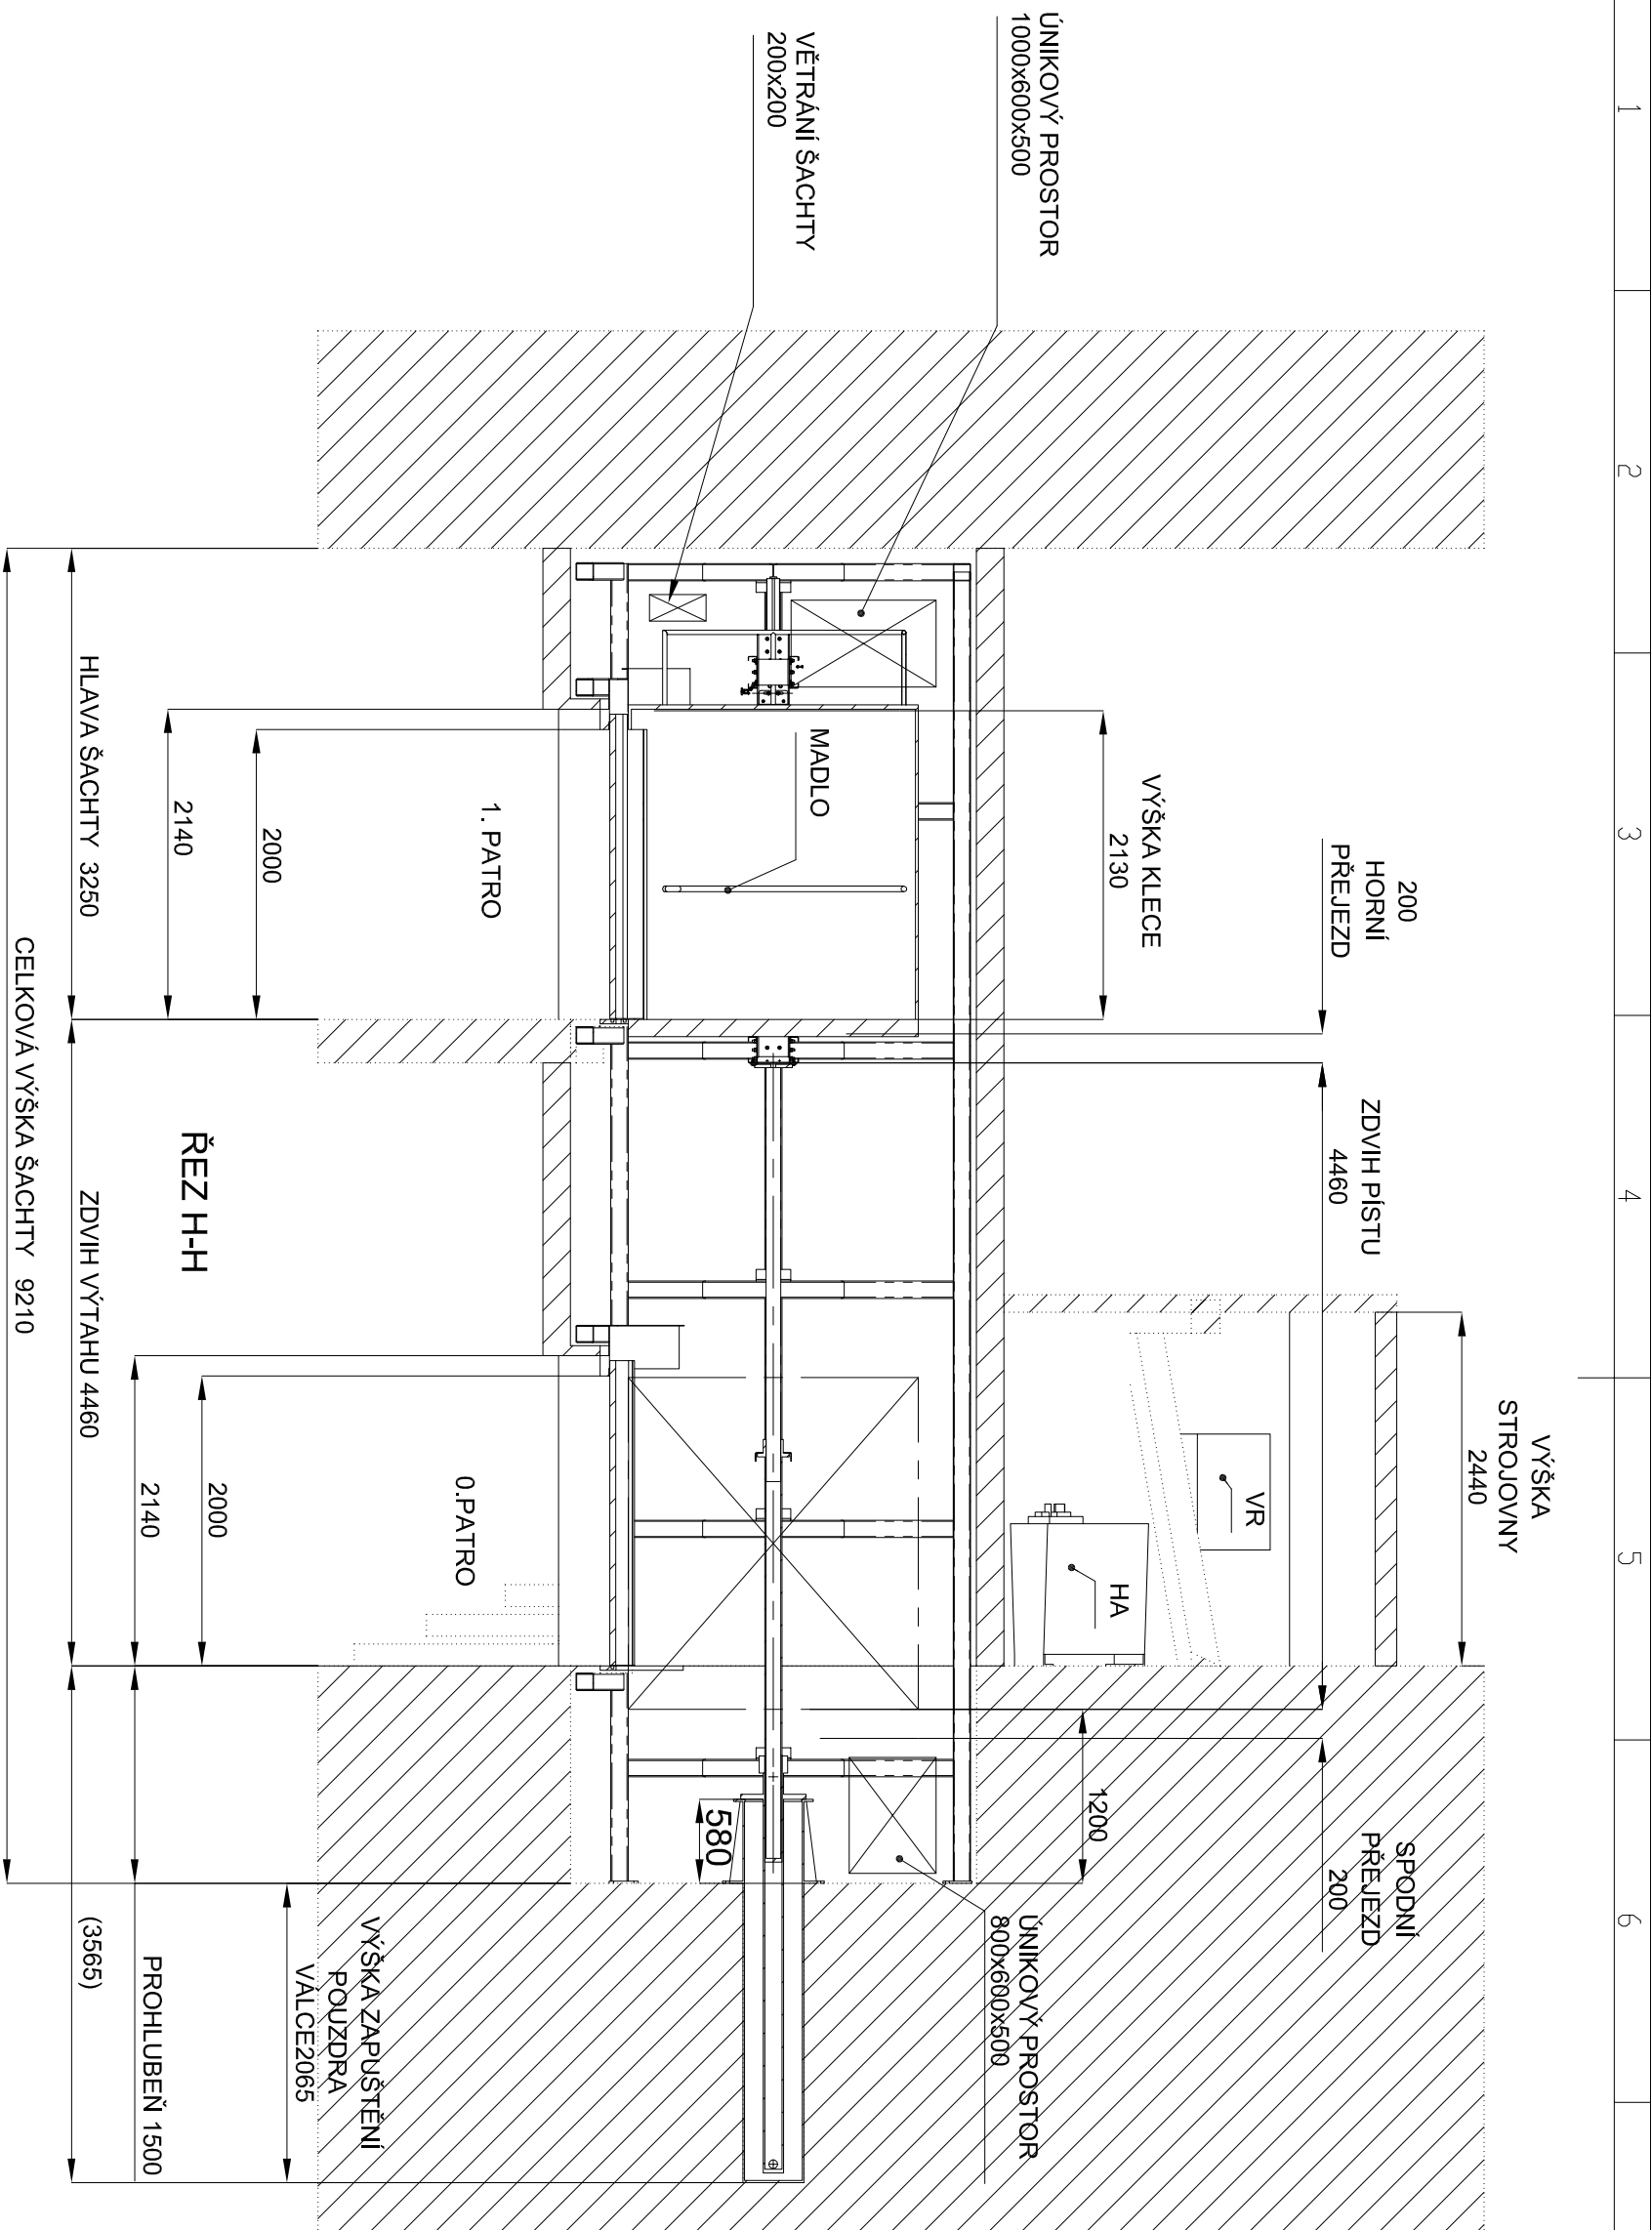 1
2
3
4
5
6
ÚNIKOVÝ PROSTOR
1000x600x500
VĚTRÁNÍ ŠACHTY
200x200
200
HORNÍ
PŘEJEZD
VÝŠKA KLECE
2130
ZDVIH PÍSTU
4460
VÝŠKA
STROJOVNY
2440
VR
HA
SPODNÍ
PŘEJEZD
200
1200
ÚNIKOVÝ PROSTOR
800x600x500
580
MADLO
1. PATRO
2000
2140
HLAVA ŠACHTY 3250
ŘEZ H-H
ZDVIH VÝTAHU 4460
CELKOVÁ VÝŠKA ŠACHTY 9210
0.PATRO
2000
2140
VÝŠKA ZAPUŠTĚNÍ
POUZDRA
VÁLCE2065
PROHLUBEŇ 1500
(3565)